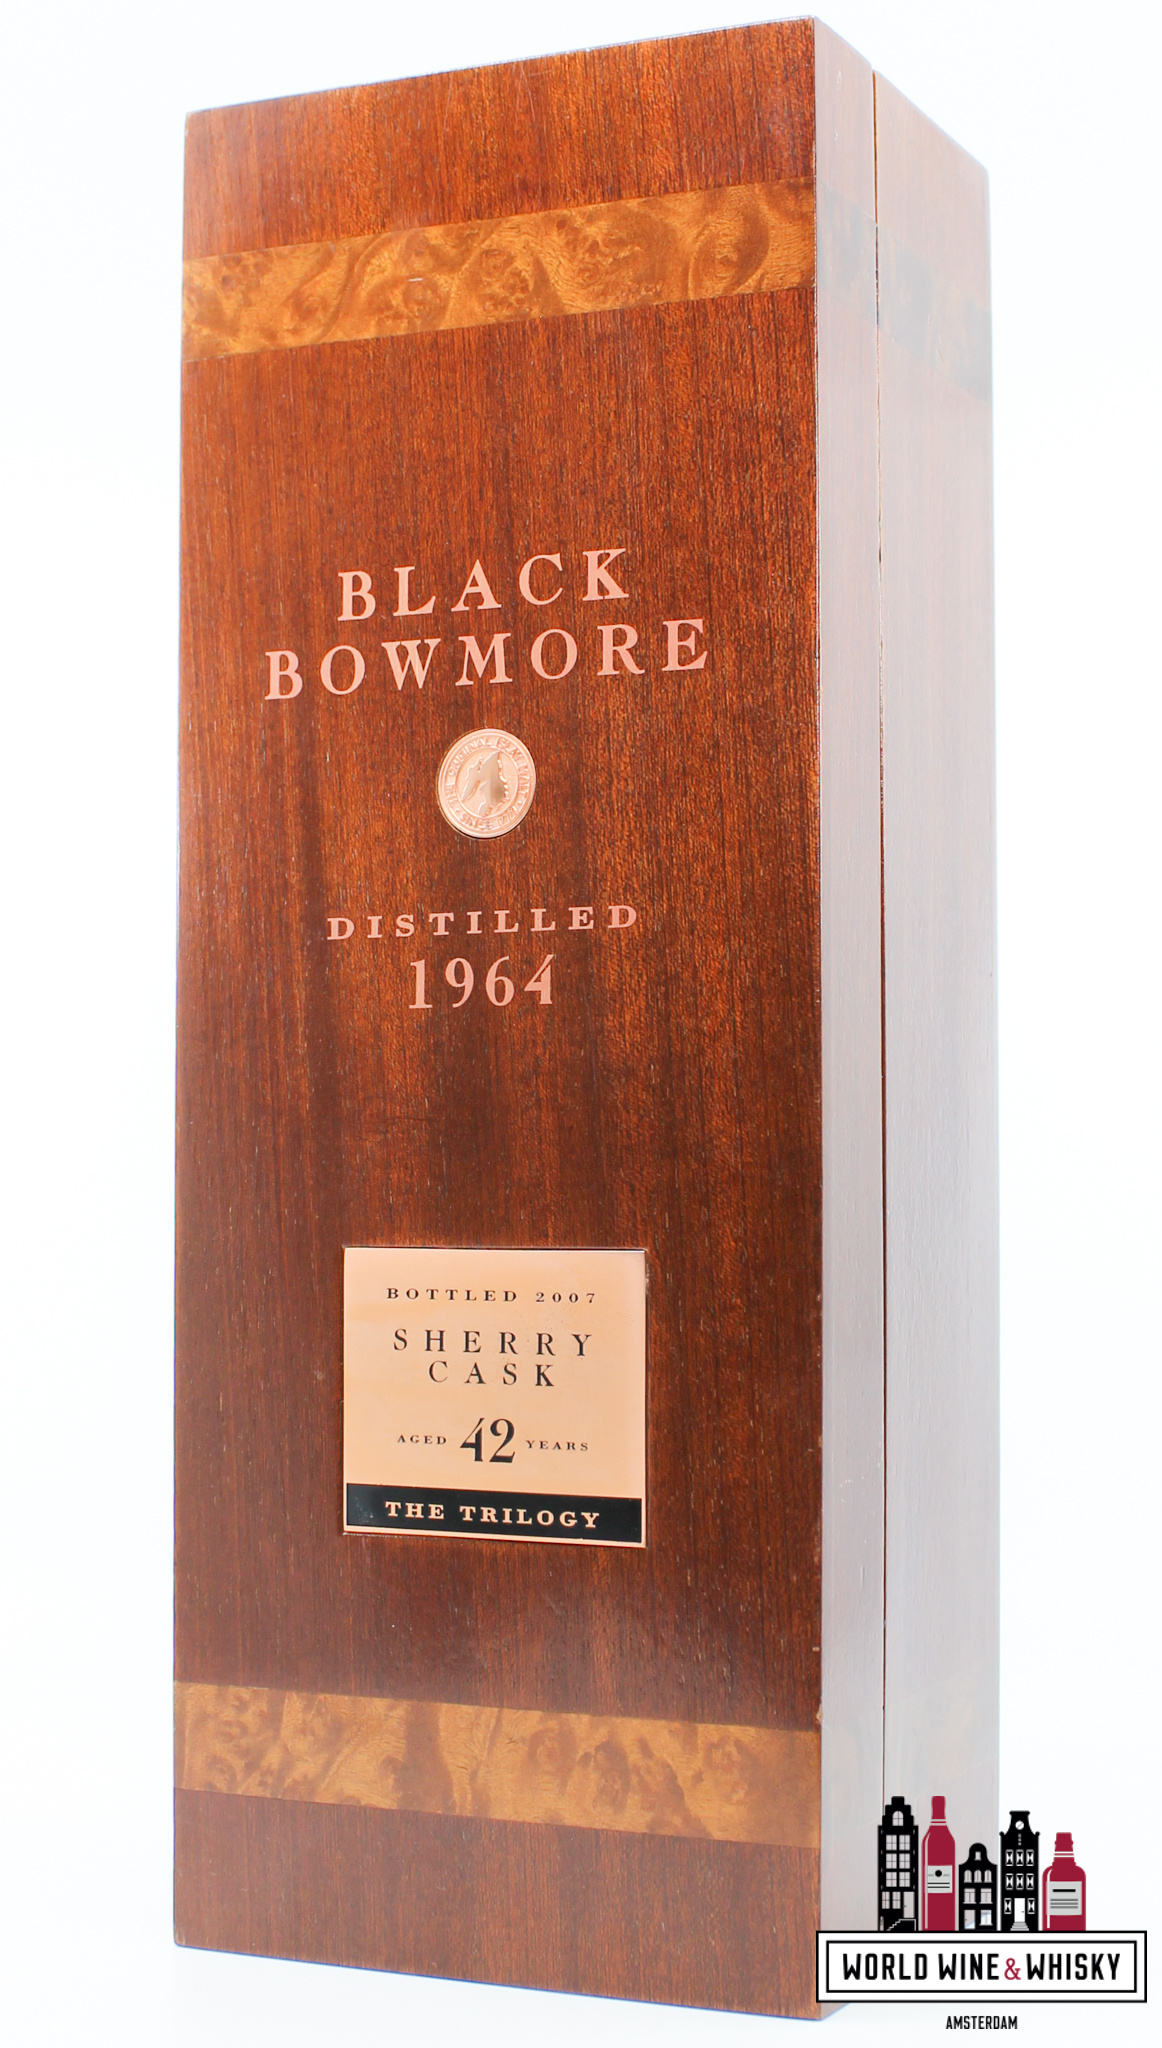 BLACK
BOWMORE
DISTILLED
1964
BOTTLED 2007
SHERRY
CASK
AGED 42 YEARS
THE TRILOGY
WORLD WINE & WHISKY
AMSTERDAM